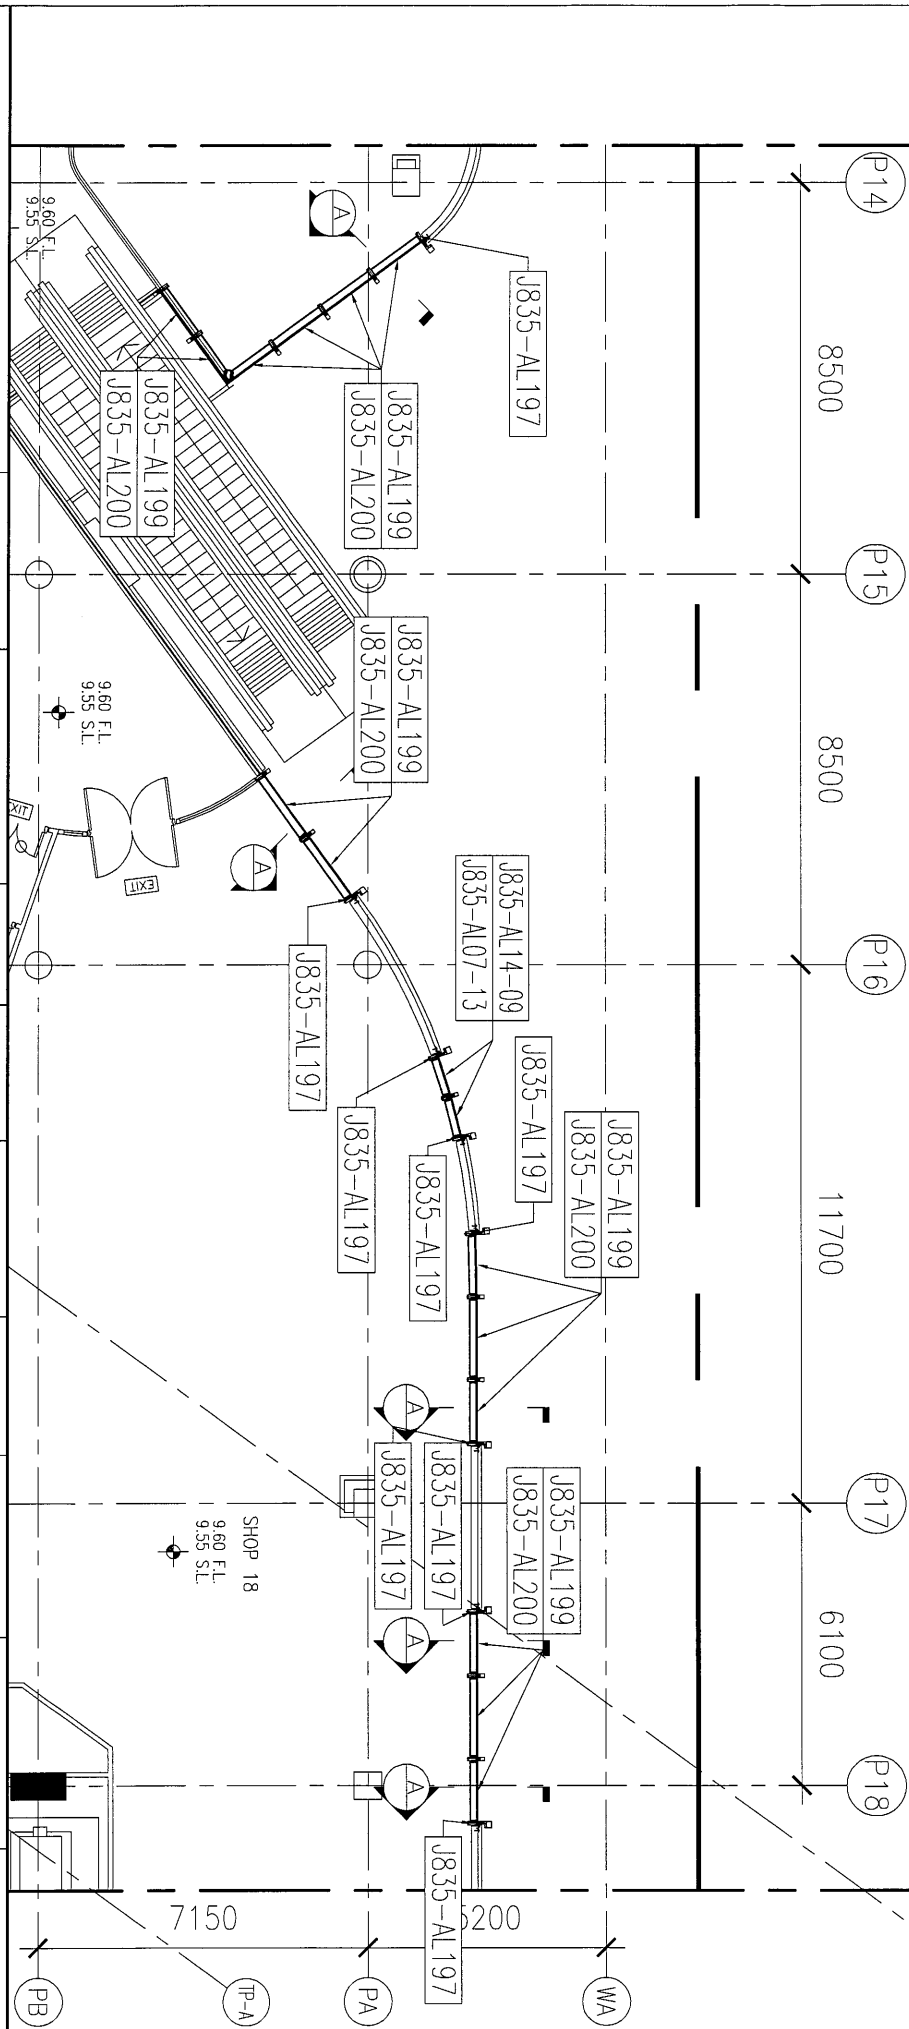 P14
P15
P16
P17
P18
8500
8500
11700
6100
J835-AL197
J835-AL199
J835-AL200
J835-AL199
J835-AL200
J835-AL199
J835-AL200
J835-AL14-09
J835-AL07-13
J835-AL197
J835-AL197
J835-AL197
J835-AL197
J835-AL199
J835-AL200
J835-AL197
J835-AL197
J835-AL199
J835-AL200
J835-AL197
A
A
A
A
A
9.60 F.L.
9.55 S.L.
9.60 F.L.
9.55 S.L.
EXIT
XIT
SHOP 18
9.60 F.L.
9.55 S.L.
WA
PA
TP-A
PB
200
7150